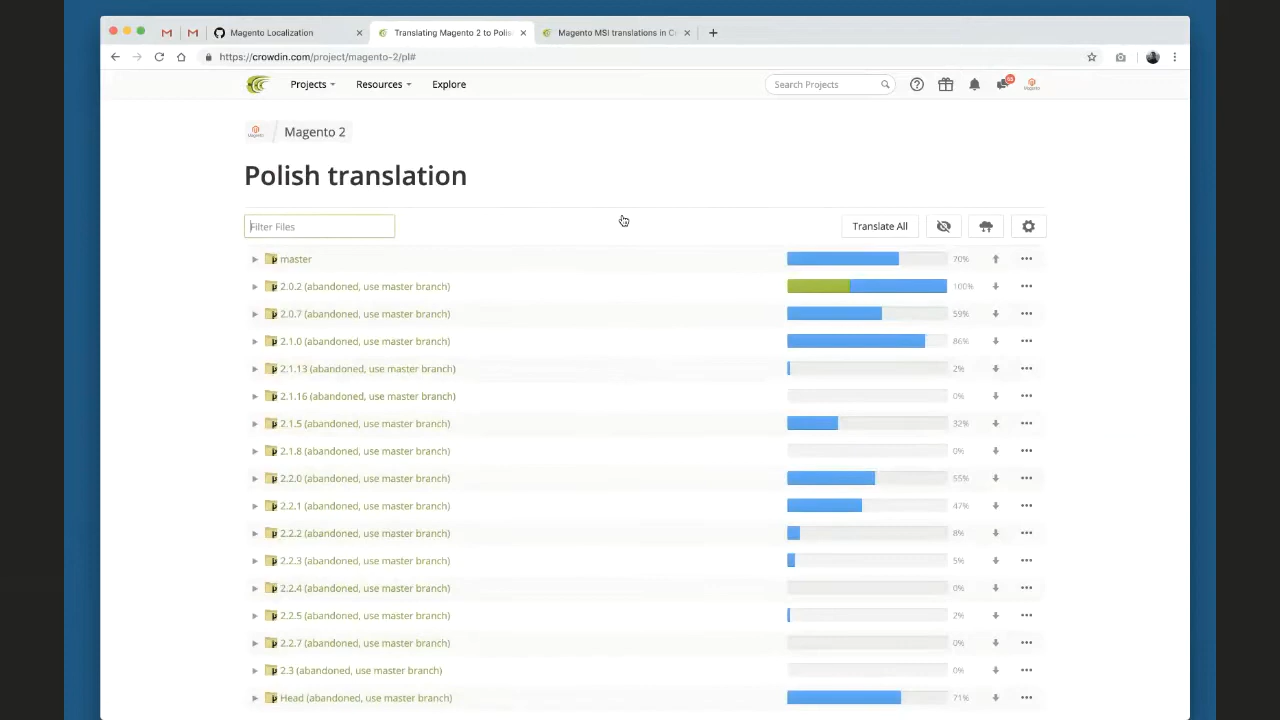 Magento Localization
Translating Magento 2 to Polis
Magento MSI translations in C
https://crowdin.com/project/magento-2/pl#
Projects
Resources
Explore
Search Projects
Magento 2
Polish translation
Filter Files
Translate All
master 70%
2.0.2 (abandoned, use master branch) 100%
2.0.7 (abandoned, use master branch) 59%
2.1.0 (abandoned, use master branch) 86%
2.1.13 (abandoned, use master branch) 2%
2.1.16 (abandoned, use master branch) 0%
2.1.5 (abandoned, use master branch) 32%
2.1.8 (abandoned, use master branch) 0%
2.2.0 (abandoned, use master branch) 55%
2.2.1 (abandoned, use master branch) 47%
2.2.2 (abandoned, use master branch) 8%
2.2.3 (abandoned, use master branch) 5%
2.2.4 (abandoned, use master branch) 0%
2.2.5 (abandoned, use master branch) 2%
2.2.7 (abandoned, use master branch) 0%
2.3 (abandoned, use master branch) 0%
Head (abandoned, use master branch) 71%